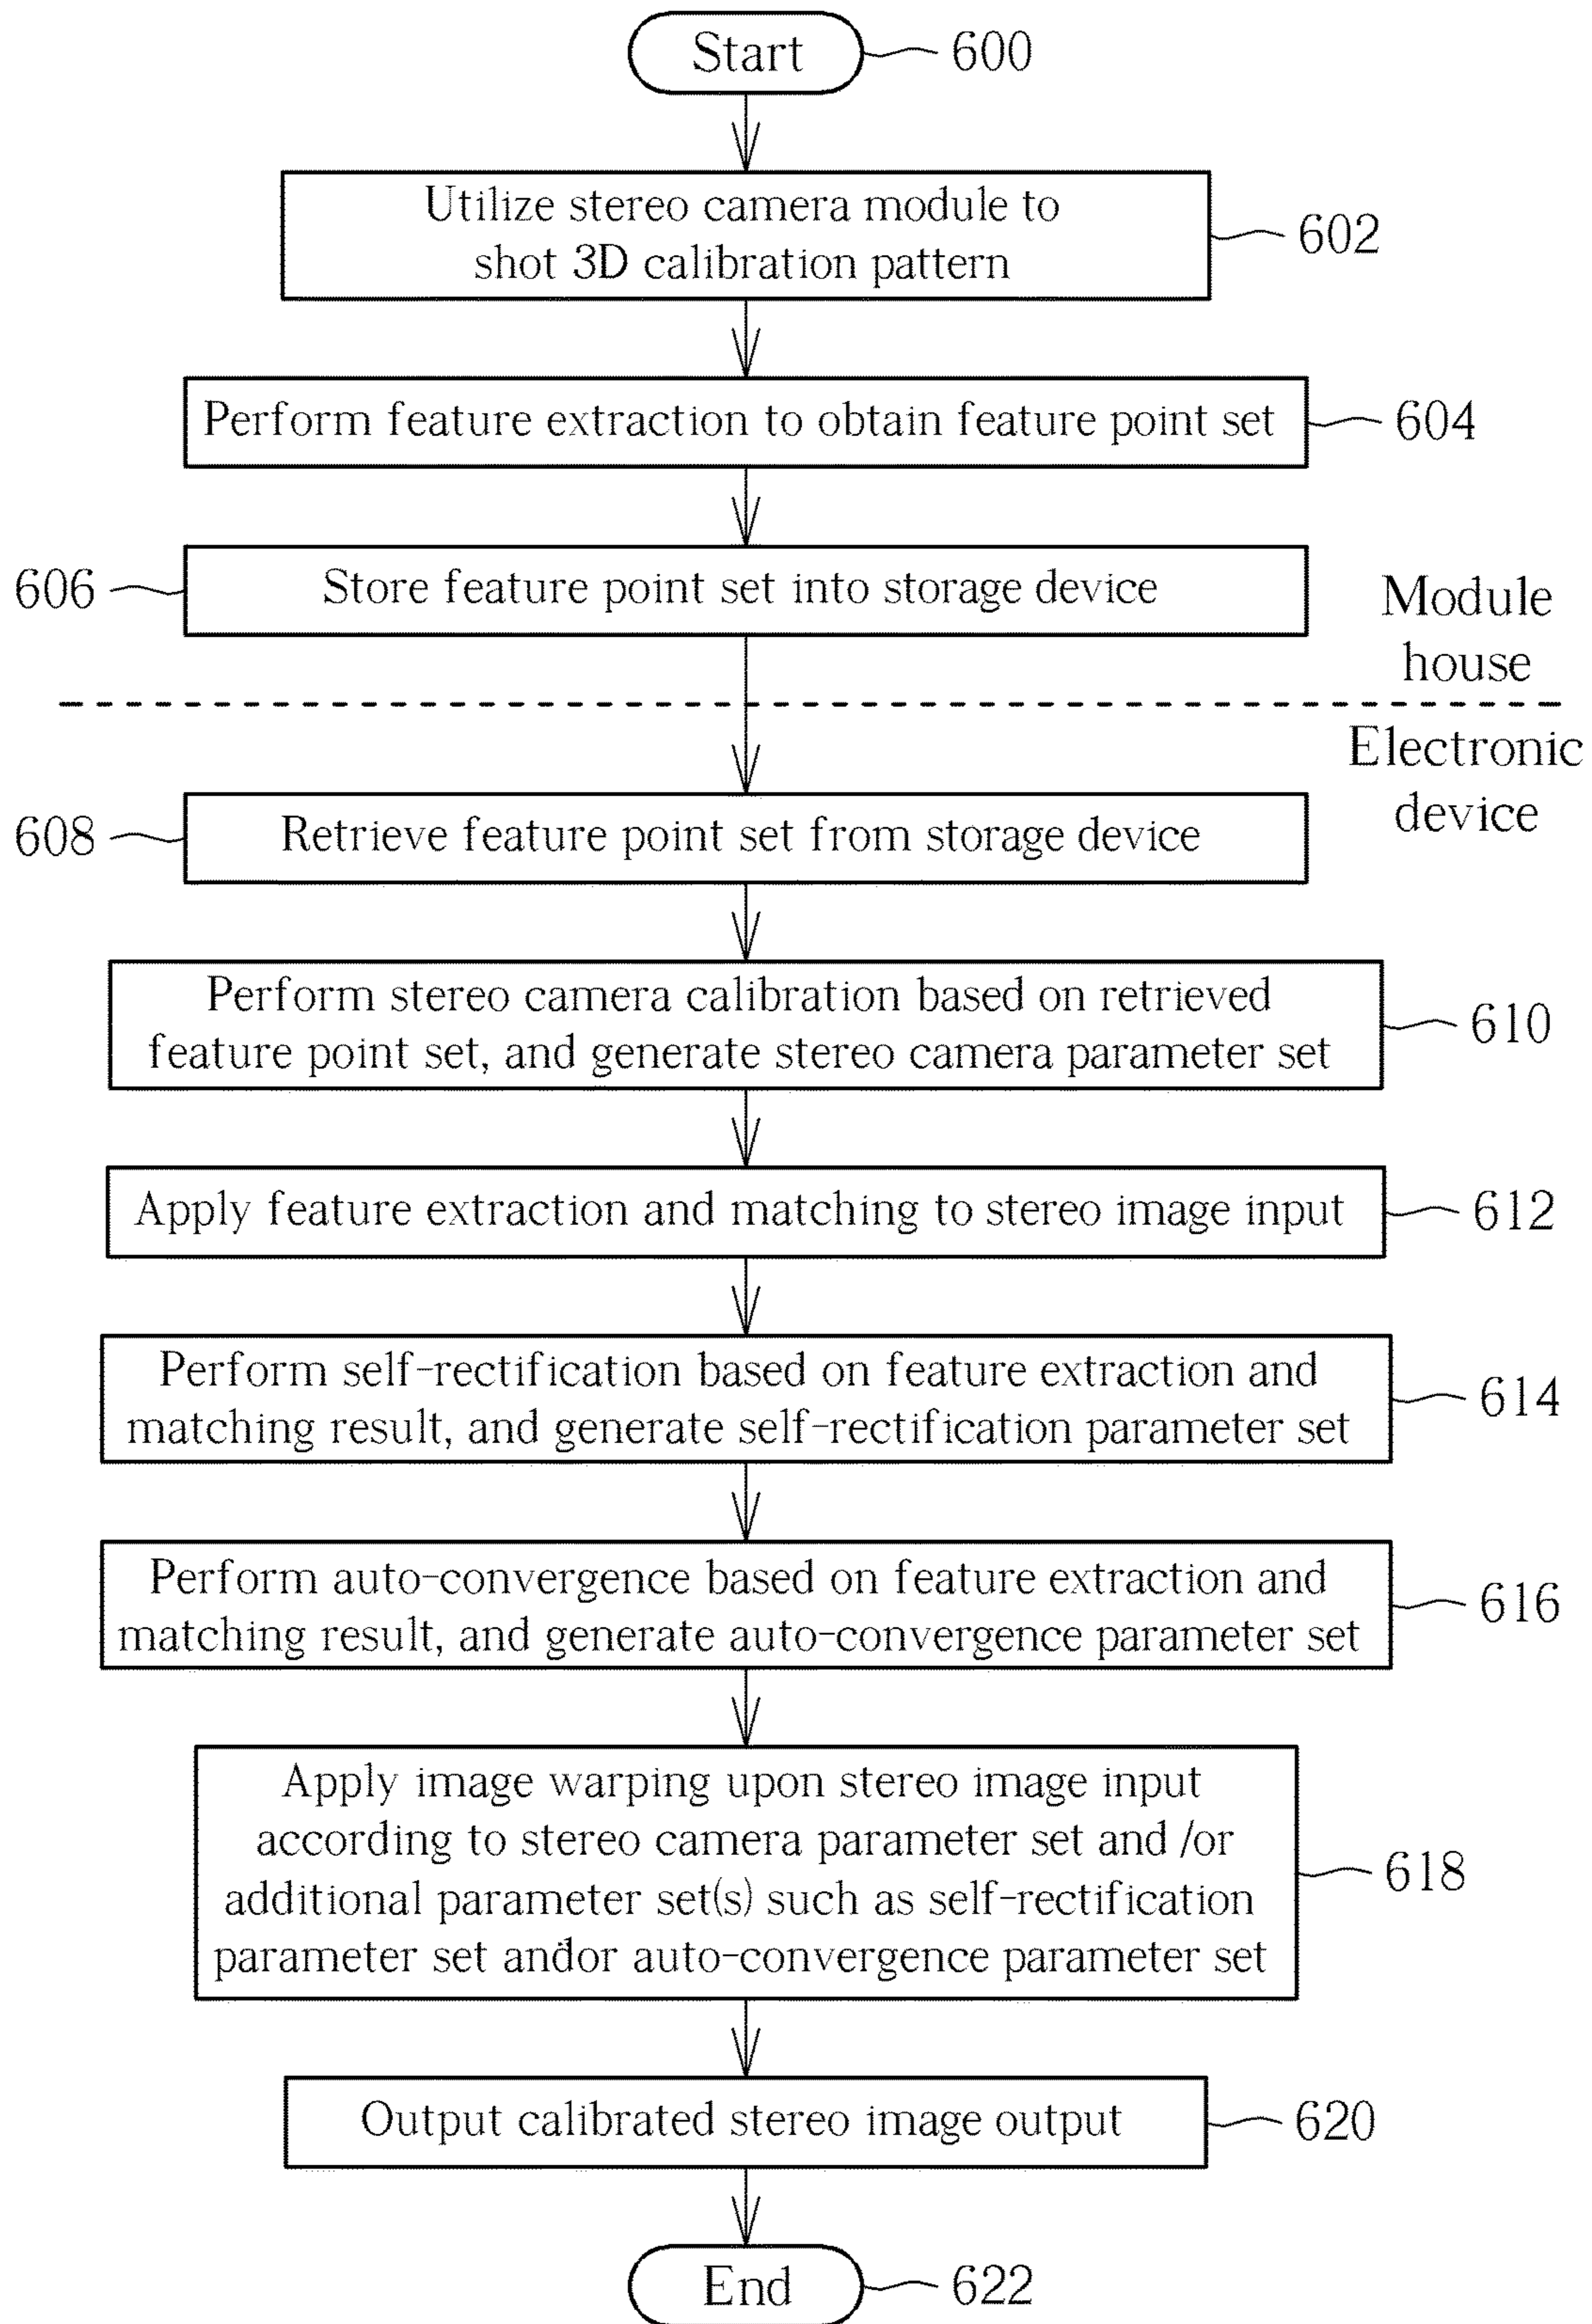 Start
600
Utilize stereo camera module to
shot 3D calibration pattern
602
Perform feature extraction to obtain feature point set
604
606
Store feature point set into storage device
Module
house
Electronic
device
608
Retrieve feature point set from storage device
Perform stereo camera calibration based on retrieved
feature point set, and generate stereo camera parameter set
610
Apply feature extraction and matching to stereo image input
612
Perform self-rectification based on feature extraction and
matching result, and generate self-rectification parameter set
614
Perform auto-convergence based on feature extraction and
matching result, and generate auto-convergence parameter set
616
Apply image warping upon stereo image input
according to stereo camera parameter set and /or
additional parameter set(s) such as self-rectification
parameter set and/or auto-convergence parameter set
618
Output calibrated stereo image output
620
End
622